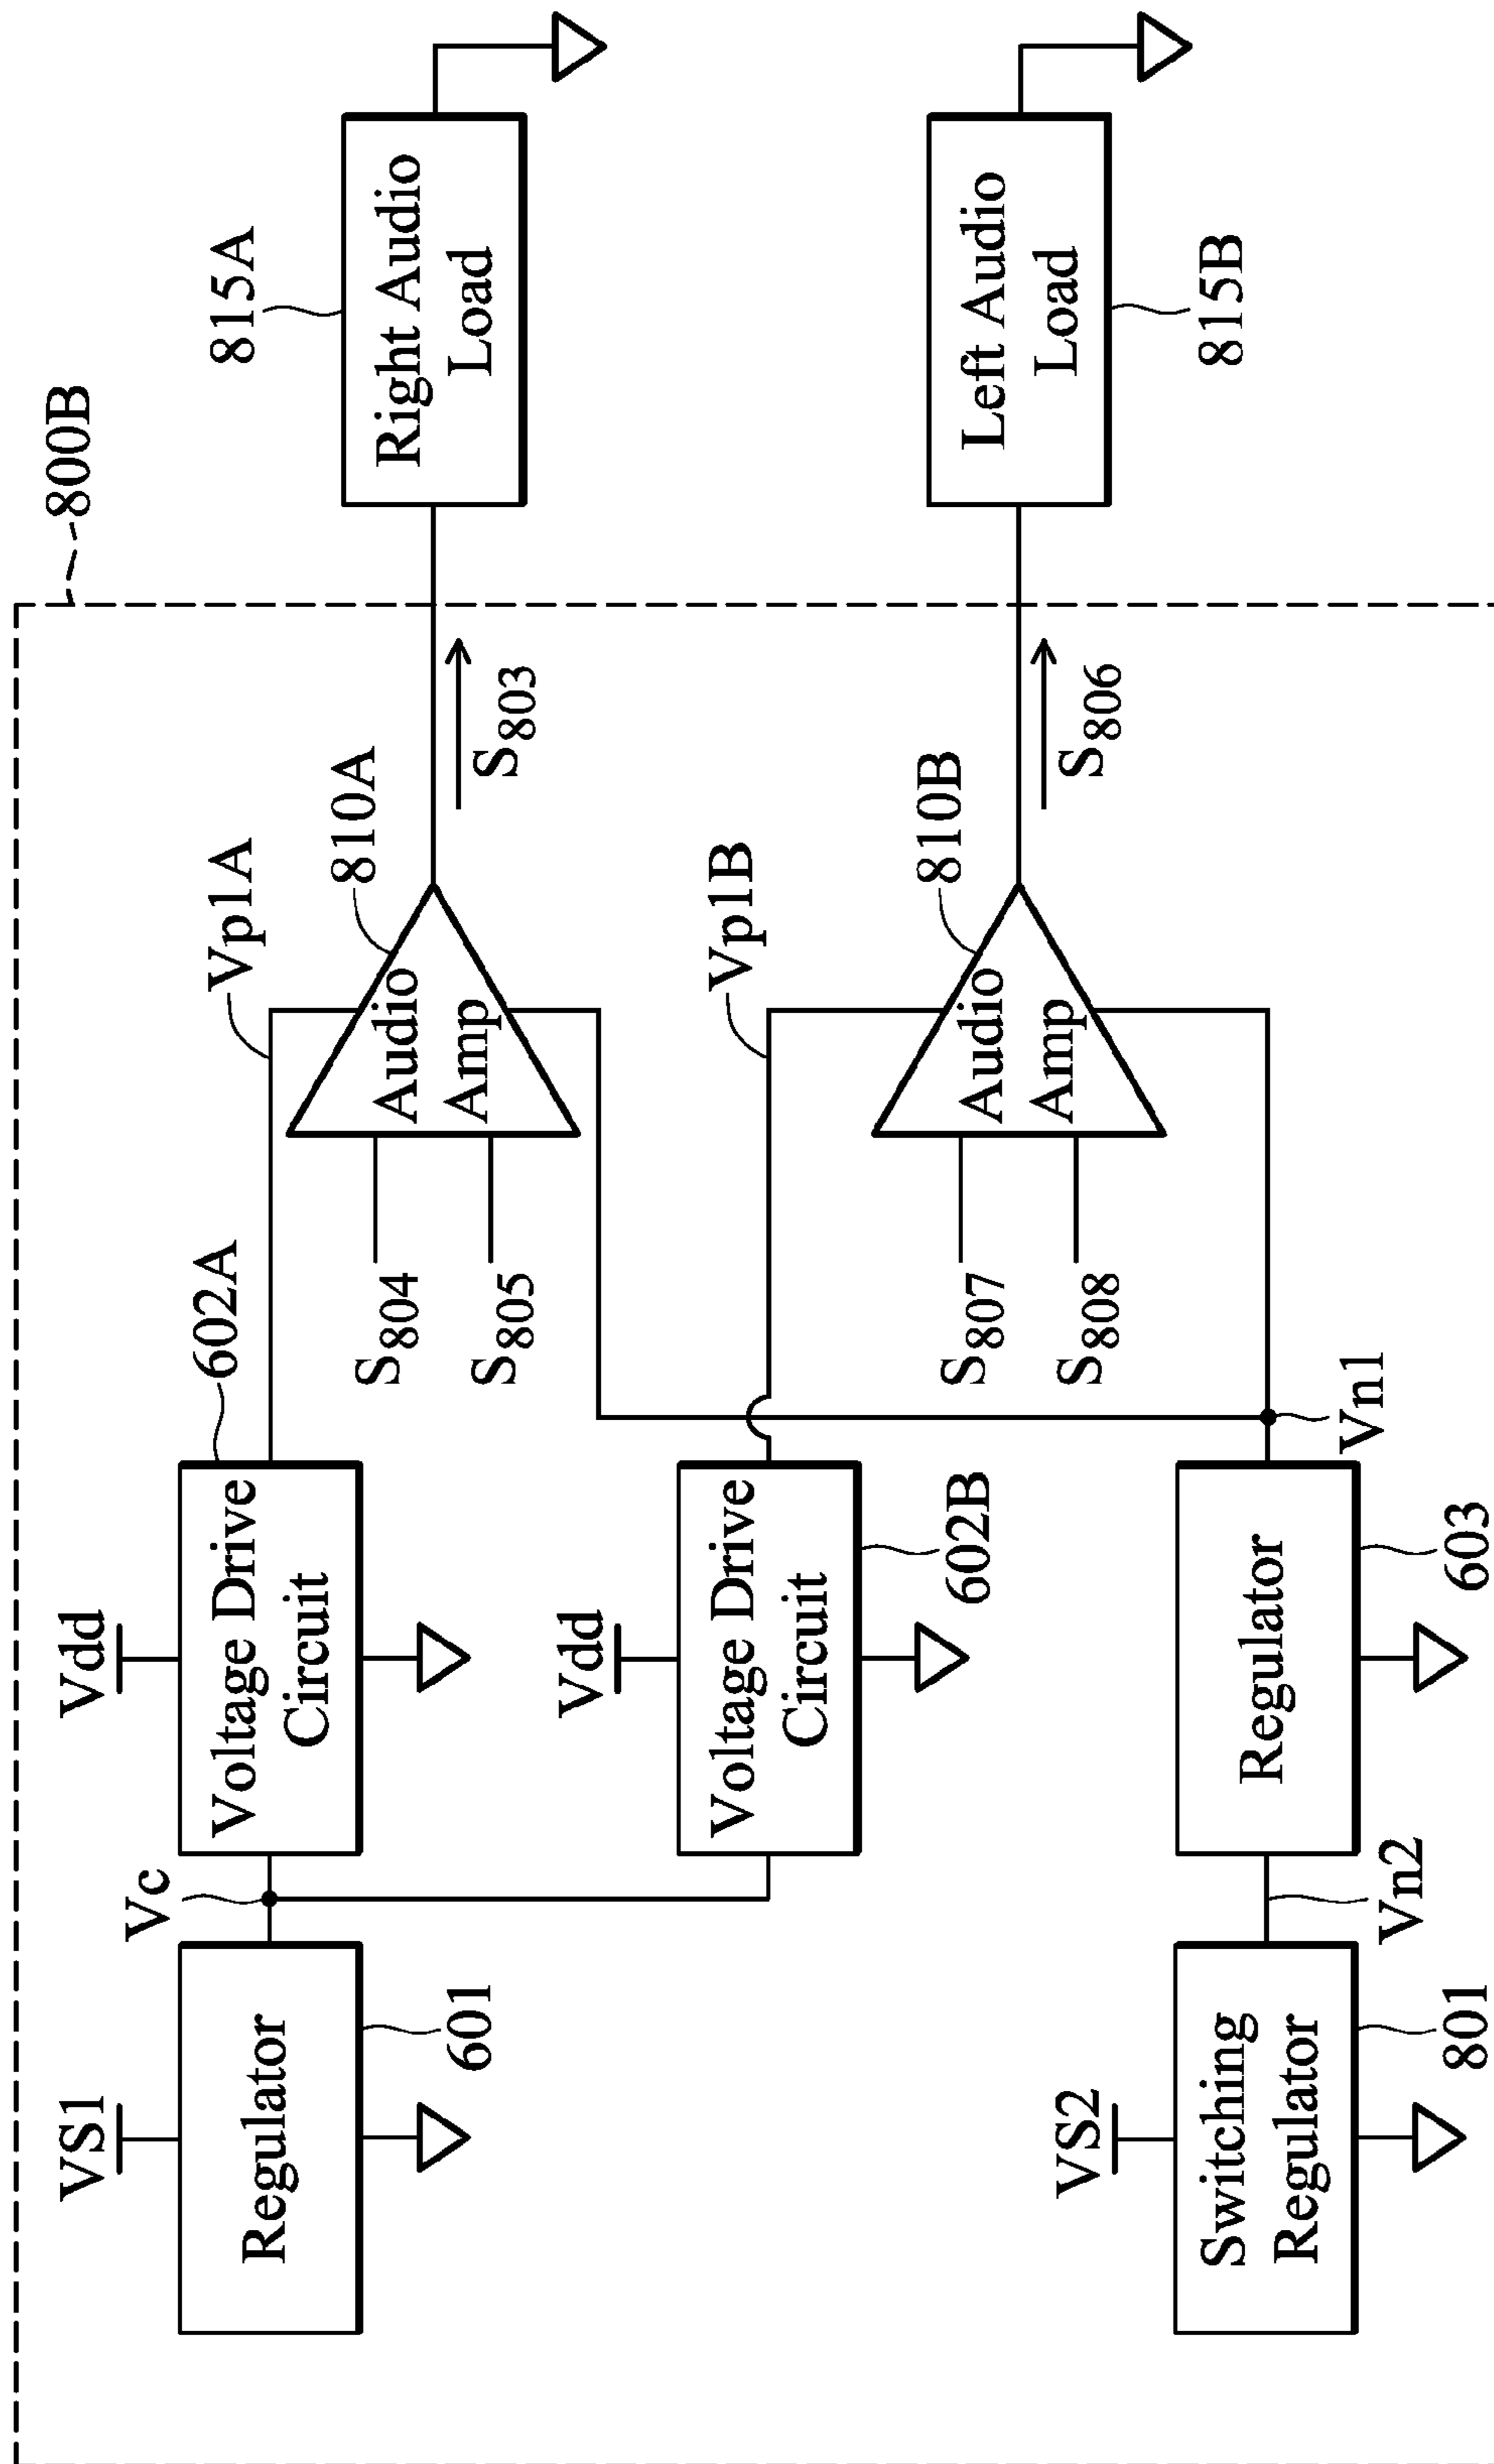 800B
VS1
Regulator
601
Vc
Vdd
Voltage Drive
Circuit
602A
Vp1A
810A
Audio
Amp
S804
S805
S803
815A
Right Audio
Load
Vdd
Voltage Drive
Circuit
602B
Vp1B
810B
Audio
Amp
S807
S808
S806
Left Audio
Load
815B
VS2
Switching
Regulator
801
Vn2
Regulator
603
Vn1